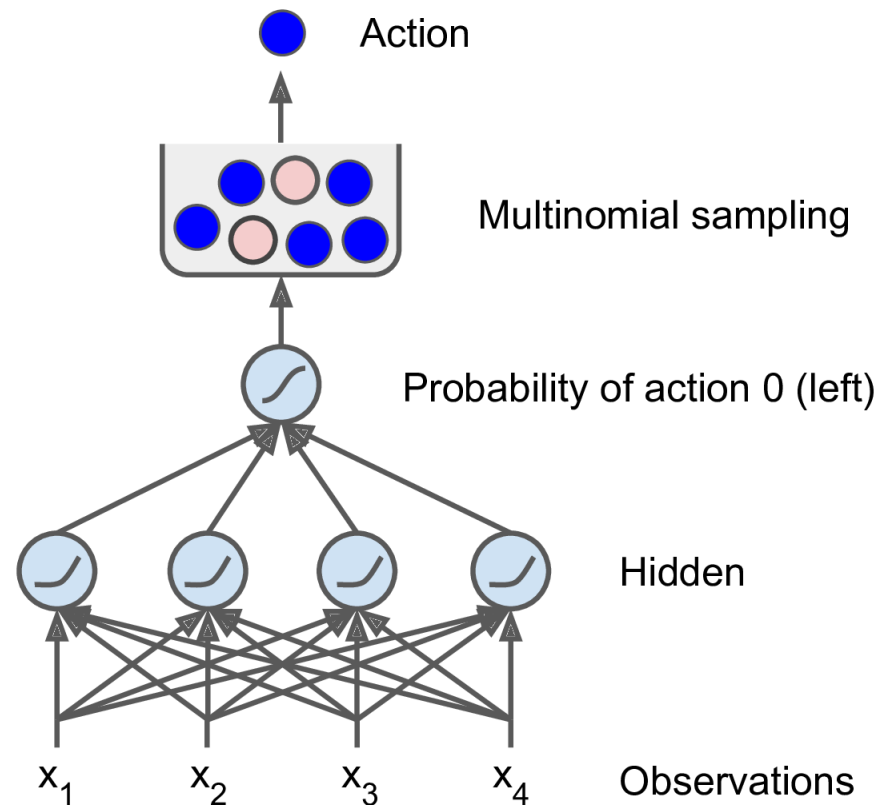 Action
Multinomial sampling
Probability of action 0 (left)
Hidden
x₁ x₂ x₃ x₄
Observations